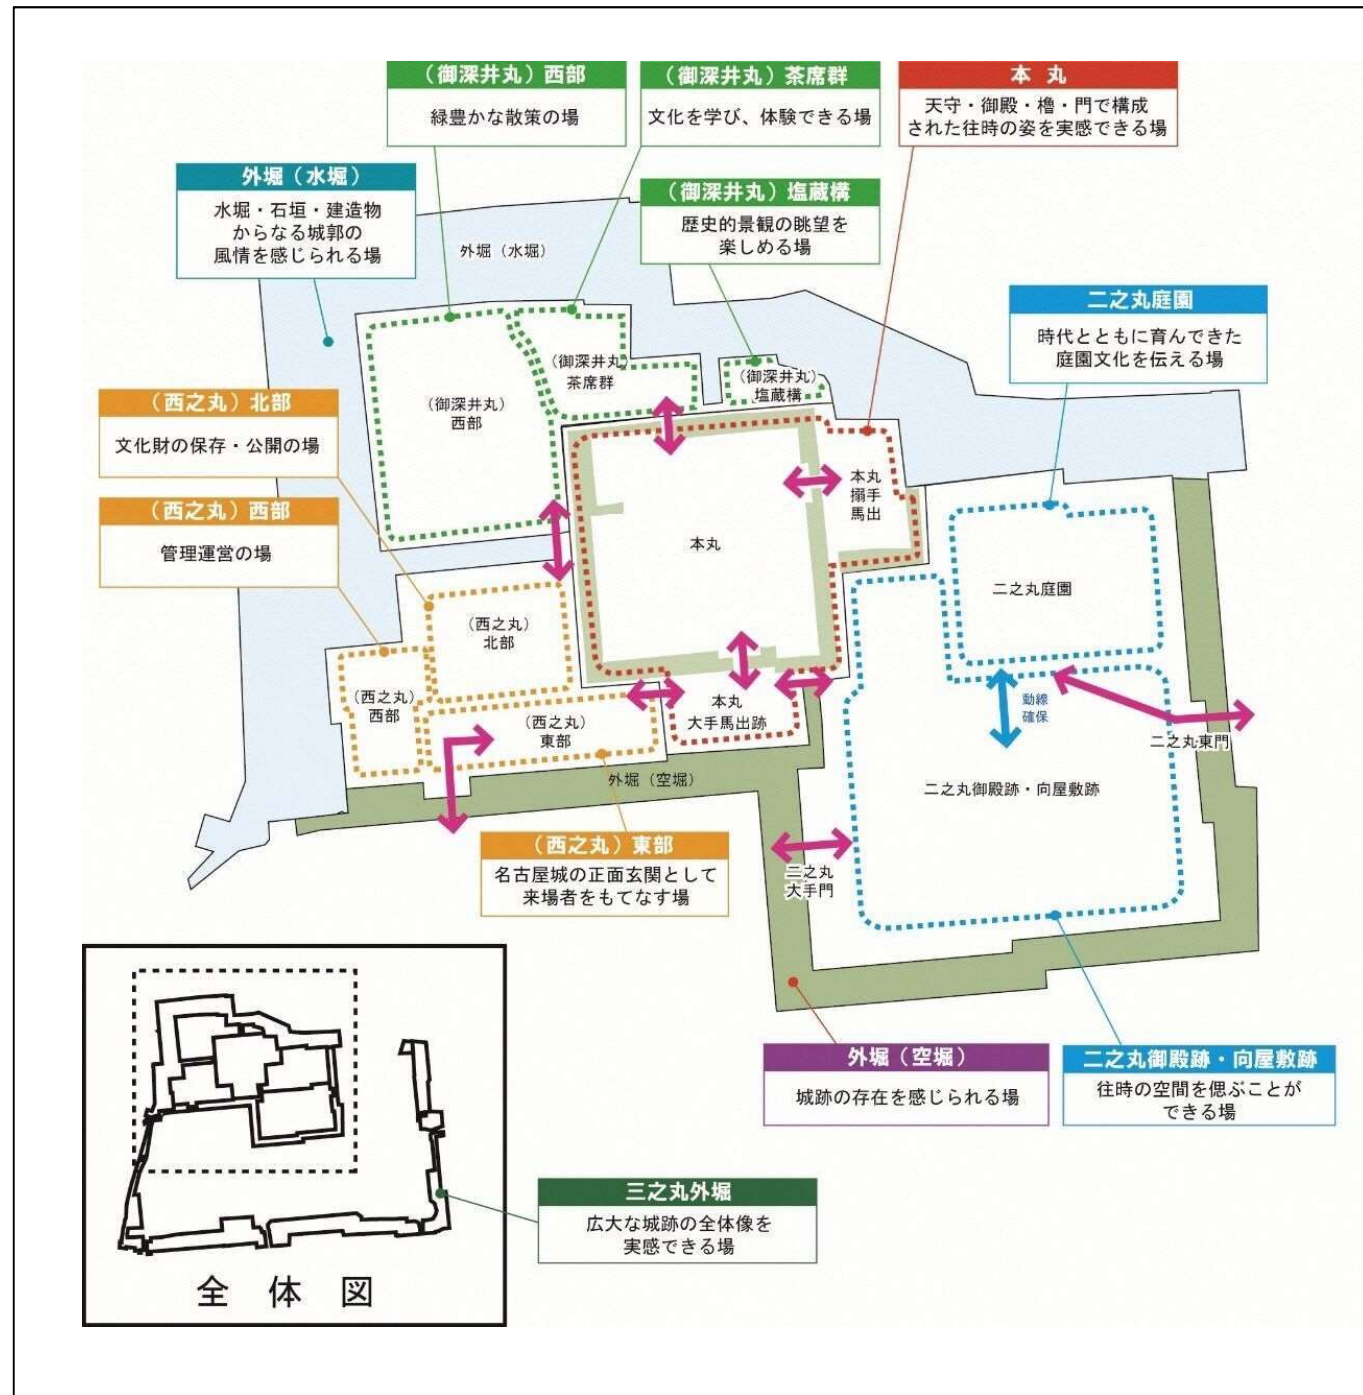 （御深井丸）西部
緑豊かな散策の場
（御深井丸）茶席群
文化を学び、体験できる場
本丸
天守・御殿・櫓・門で構成
された往時の姿を実感できる場
外堀（水堀）
水堀・石垣・建造物
からなる城郭の
風情を感じられる場
（御深井丸）塩蔵構
歴史的景観の眺望を
楽しめる場
外堀（水堀）
二之丸庭園
時代とともに育んできた
庭園文化を伝える場
（御深井丸）
茶席群
（御深井丸）
塩蔵構
（御深井丸）
西部
（西之丸）北部
文化財の保存・公開の場
（西之丸）西部
管理運営の場
本丸
搦手
馬出
本丸
二之丸庭園
（西之丸）
北部
（西之丸）
西部
（西之丸）
東部
本丸
大手馬出跡
動線
確保
二之丸東門
外堀（空堀）
二之丸御殿跡・向屋敷跡
（西之丸）東部
名古屋城の正面玄関として
来場者をもてなす場
二之丸
大手門
外堀（空堀）
城跡の存在を感じられる場
二之丸御殿跡・向屋敷跡
往時の空間を偲ぶことが
できる場
三之丸外堀
広大な城跡の全体像を
実感できる場
全体図